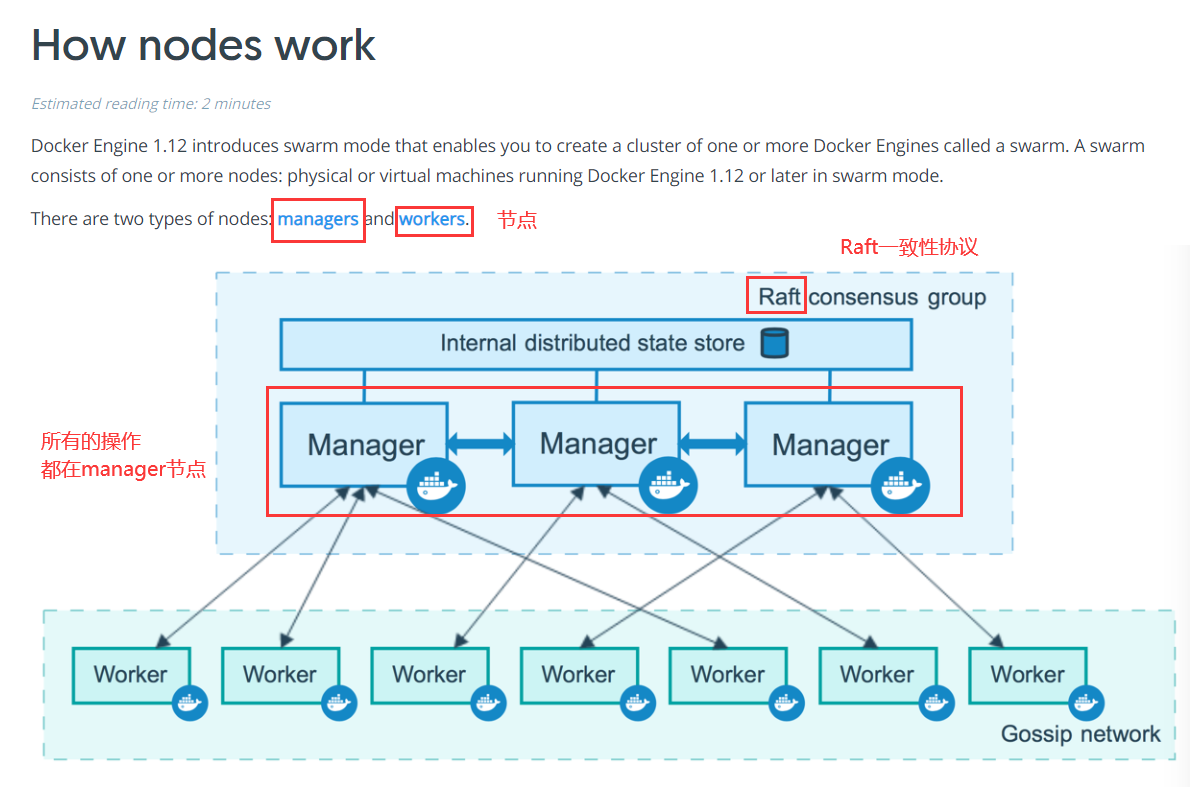 How nodes work
Estimated reading time: 2 minutes
Docker Engine 1.12 introduces swarm mode that enables you to create a cluster of one or more Docker Engines called a swarm. A swarm
consists of one or more nodes: physical or virtual machines running Docker Engine 1.12 or later in swarm mode.
There are two types of nodes: managers and workers. 节点
Raft一致性协议
Raft consensus group
Internal distributed state store
所有的操作
都在manager节点
Manager
Manager
Manager
Worker
Worker
Worker
Worker
Worker
Worker
Worker
Gossip network